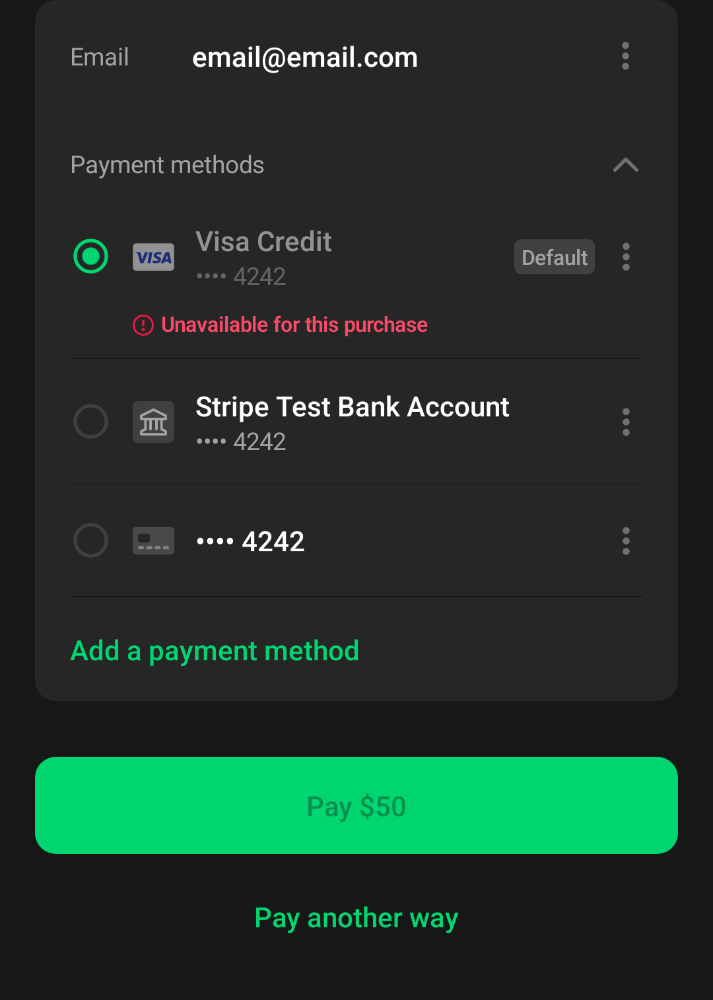 Email
email@email.com
Payment methods
VISA
Visa Credit
•••• 4242
Default
Unavailable for this purchase
Stripe Test Bank Account
•••• 4242
•••• 4242
Add a payment method
Pay $50
Pay another way